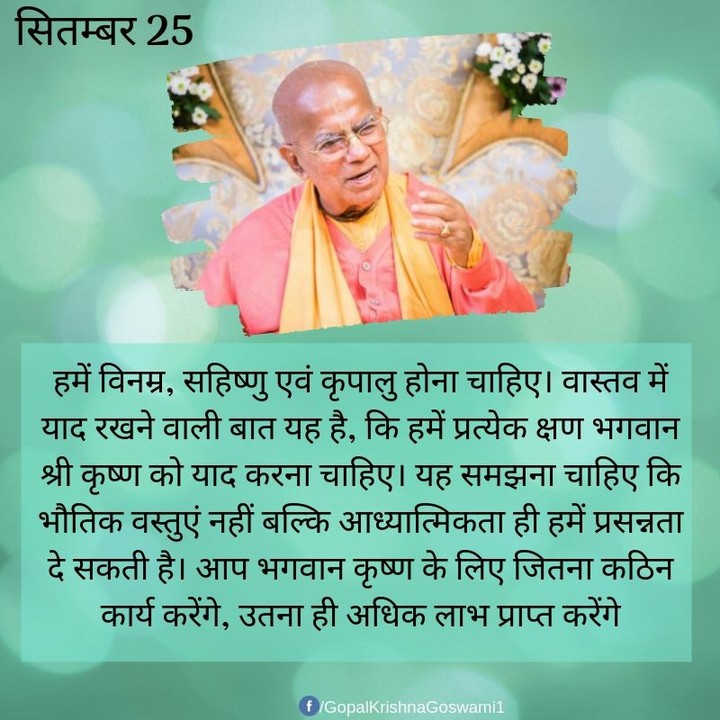 सितम्बर 25
हमें विनम्र, सहिष्णु एवं कृपालु होना चाहिए। वास्तव में
याद रखने वाली बात यह है, कि हमें प्रत्येक क्षण भगवान
श्री कृष्ण को याद करना चाहिए। यह समझना चाहिए कि
भौतिक वस्तुएं नहीं बल्कि आध्यात्मिकता ही हमें प्रसन्नता
दे सकती है। आप भगवान कृष्ण के लिए जितना कठिन
कार्य करेंगे, उतना ही अधिक लाभ प्राप्त करेंगे
f/GopalKrishnaGoswami1